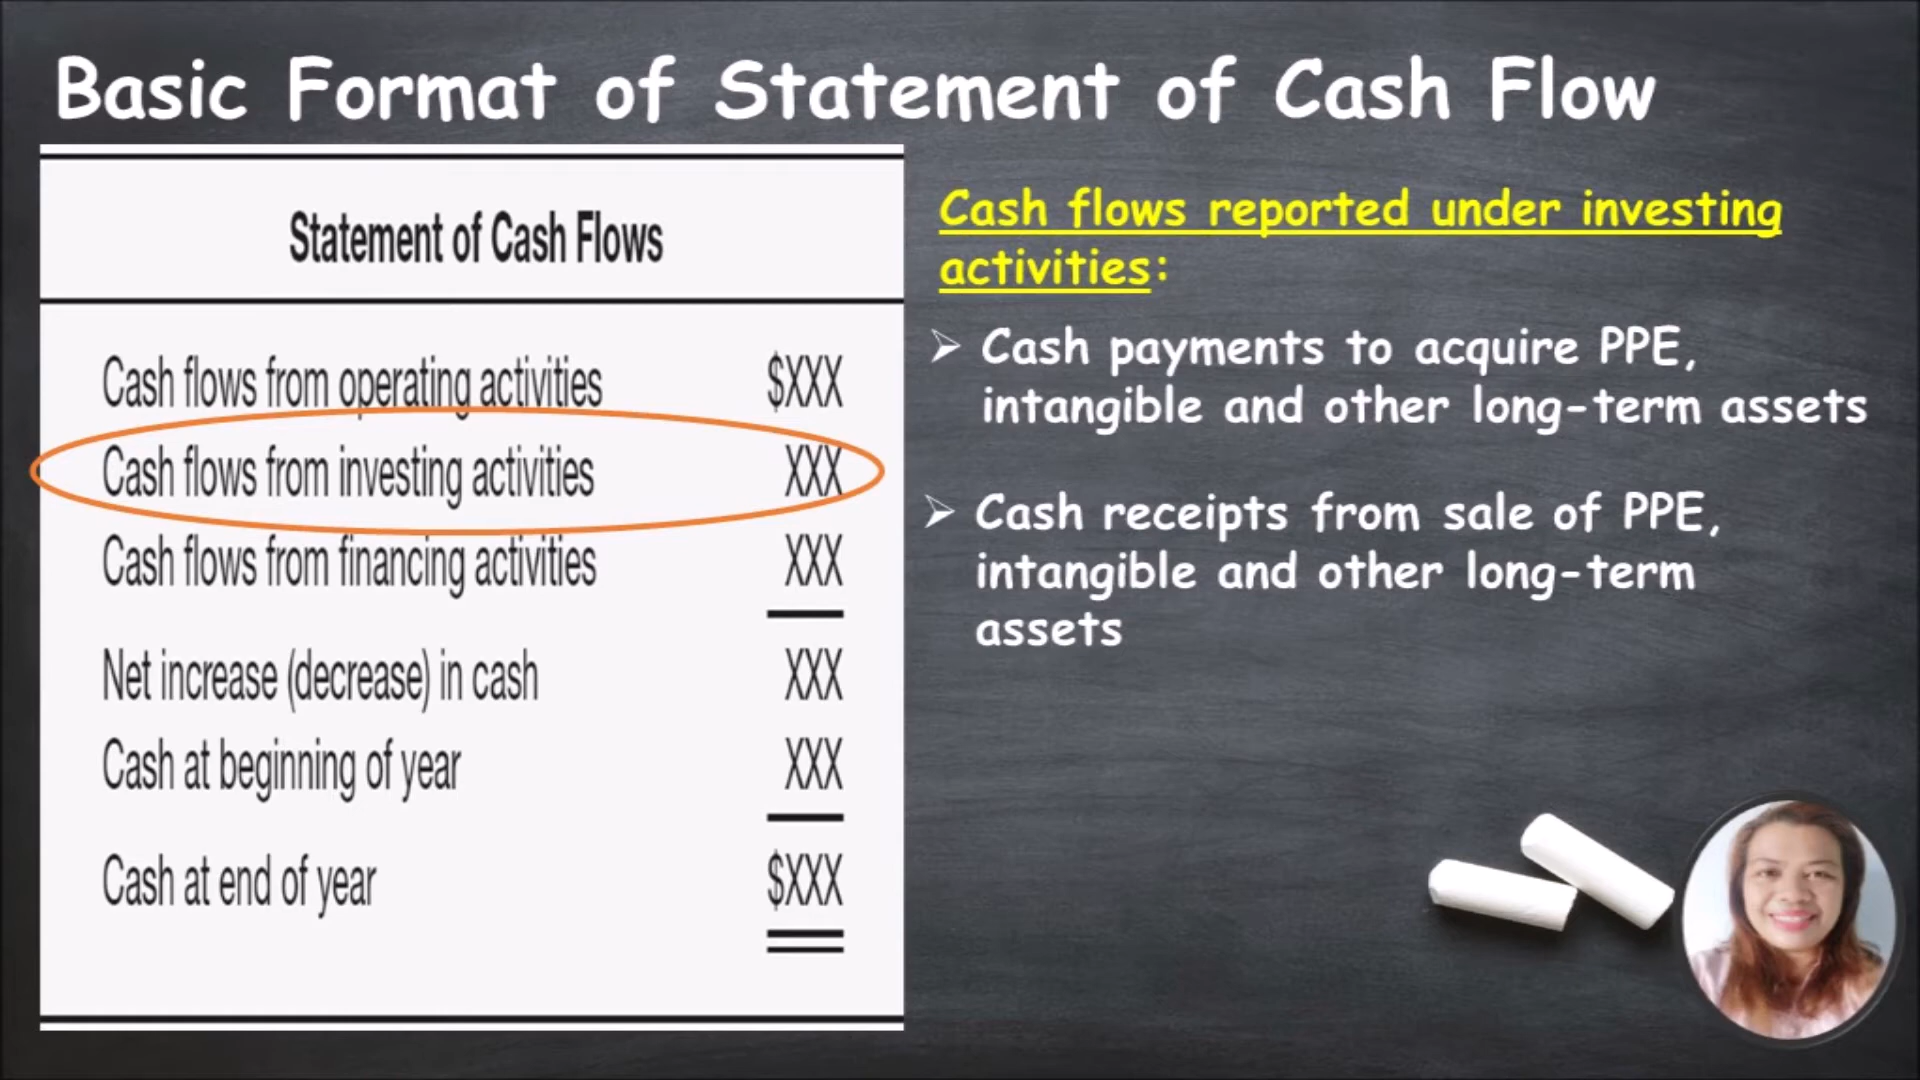 Basic Format of Statement of Cash Flow
Statement of Cash Flows
Cash flows from operating activities $XXX
Cash flows from investing activities XXX
Cash flows from financing activities XXX
Net increase (decrease) in cash XXX
Cash at beginning of year XXX
Cash at end of year $XXX
Cash flows reported under investing
activities:
Cash payments to acquire PPE,
intangible and other long-term assets
Cash receipts from sale of PPE,
intangible and other long-term
assets